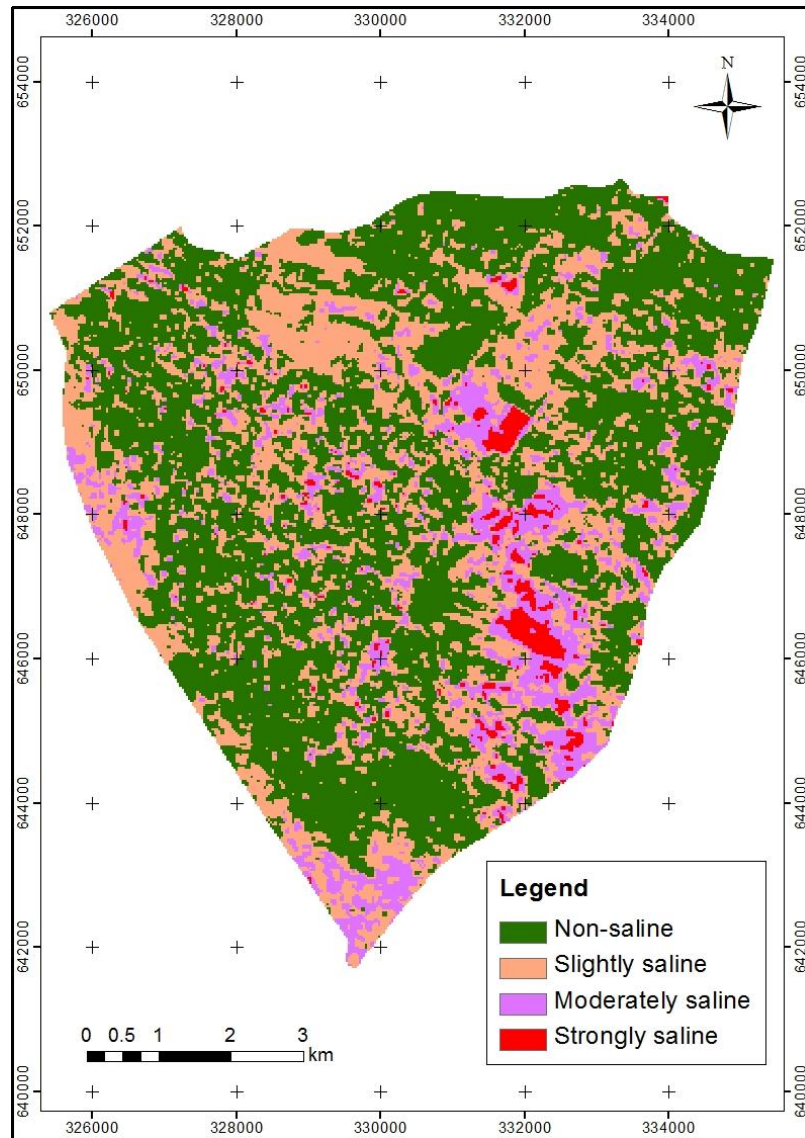 326000 328000 330000 332000 334000
N
654000 654000
652000 652000
650000 650000
648000 648000
646000 646000
644000 644000
642000 642000
640000 640000
Legend
Non-saline
Slightly saline
Moderately saline
Strongly saline
0 0.5 1 2 3
km
326000 328000 330000 332000 334000